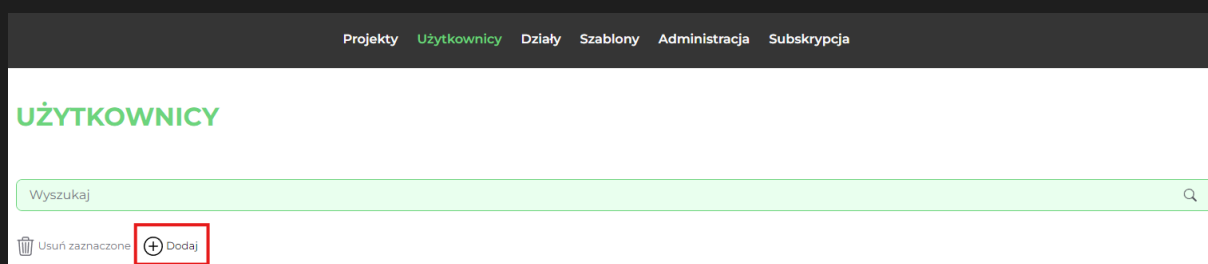 Projekty Użytkownicy Działy Szablony Administracja Subskrypcja
UŻYTKOWNICY
Wyszukaj
Usuń zaznaczone Dodaj